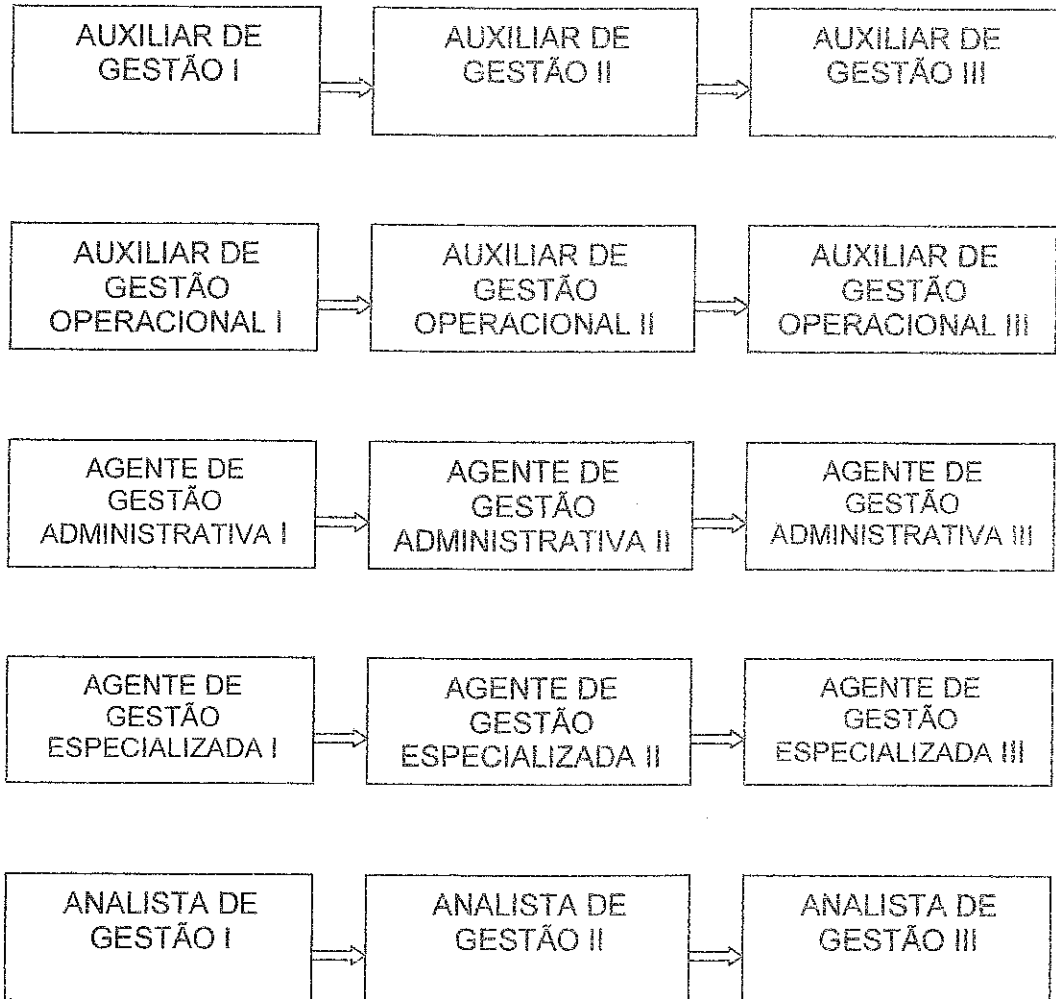 AUXILIAR DE
GESTÃO I
AUXILIAR DE
GESTÃO II
AUXILIAR DE
GESTÃO III
AUXILIAR DE
GESTÃO
OPERACIONAL I
AUXILIAR DE
GESTÃO
OPERACIONAL II
AUXILIAR DE
GESTÃO
OPERACIONAL III
AGENTE DE
GESTÃO
ADMINISTRATIVA I
AGENTE DE
GESTÃO
ADMINISTRATIVA II
AGENTE DE
GESTÃO
ADMINISTRATIVA III
AGENTE DE
GESTÃO
ESPECIALIZADA I
AGENTE DE
GESTÃO
ESPECIALIZADA II
AGENTE DE
GESTÃO
ESPECIALIZADA III
ANALISTA DE
GESTÃO I
ANALISTA DE
GESTÃO II
ANALISTA DE
GESTÃO III